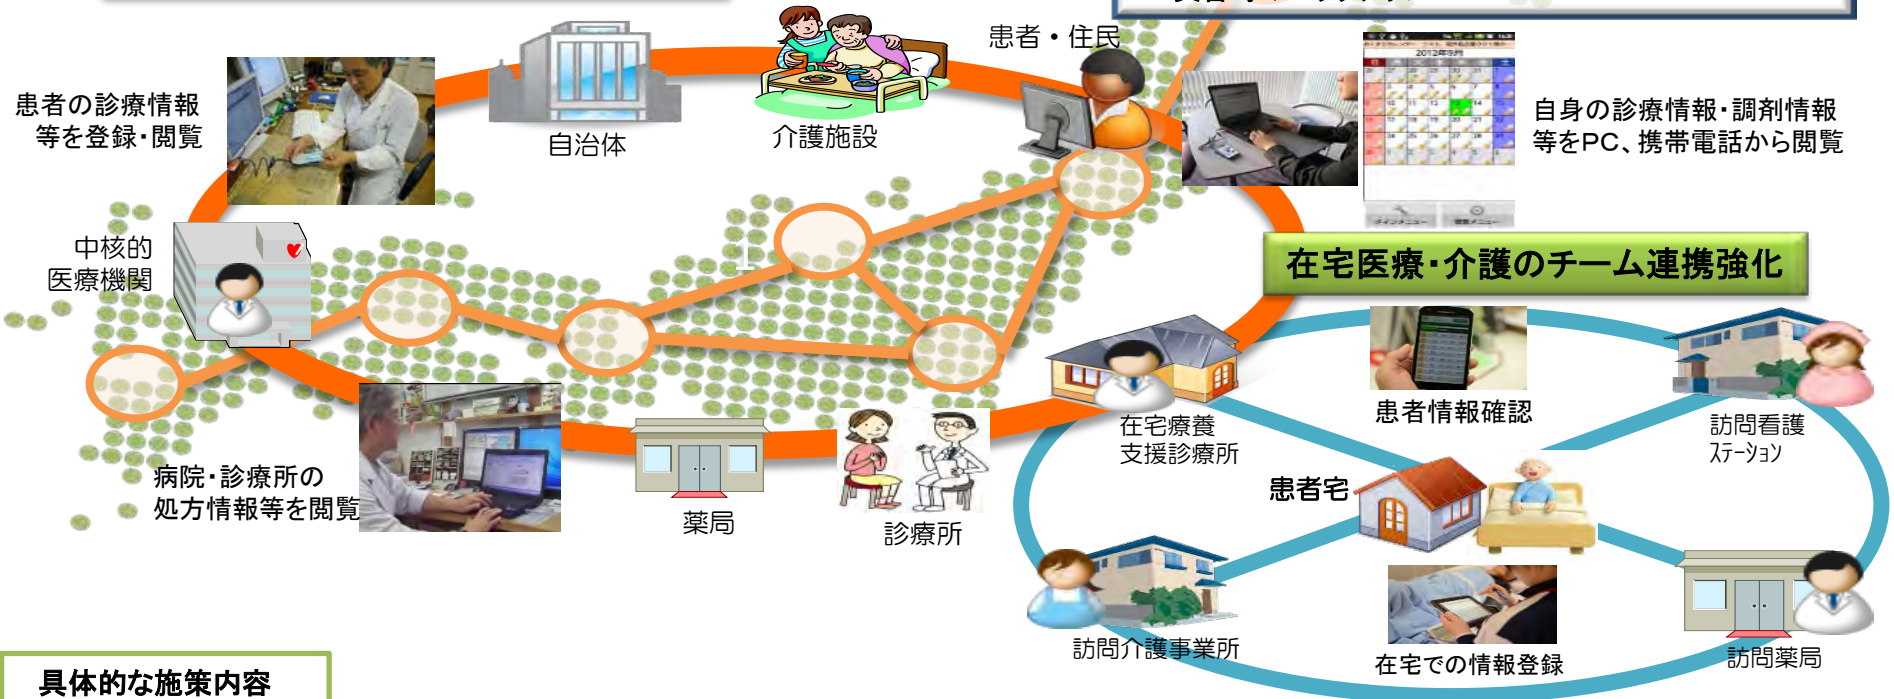 患者・住民
2012年9月
患者の診療情報
等を登録・閲覧
自治体
介護施設
自身の診療情報・調剤情報
等をPC、携帯電話から閲覧
中核的
医療機関
在宅医療・介護のチーム連携強化
患者情報確認
在宅療養
支援診療所
訪問看護
ｽﾃｰｼｮﾝ
病院・診療所の
処方情報等を閲覧
薬局
診療所
患者宅
訪問介護事業所
在宅での情報登録
訪問薬局
具体的な施策内容